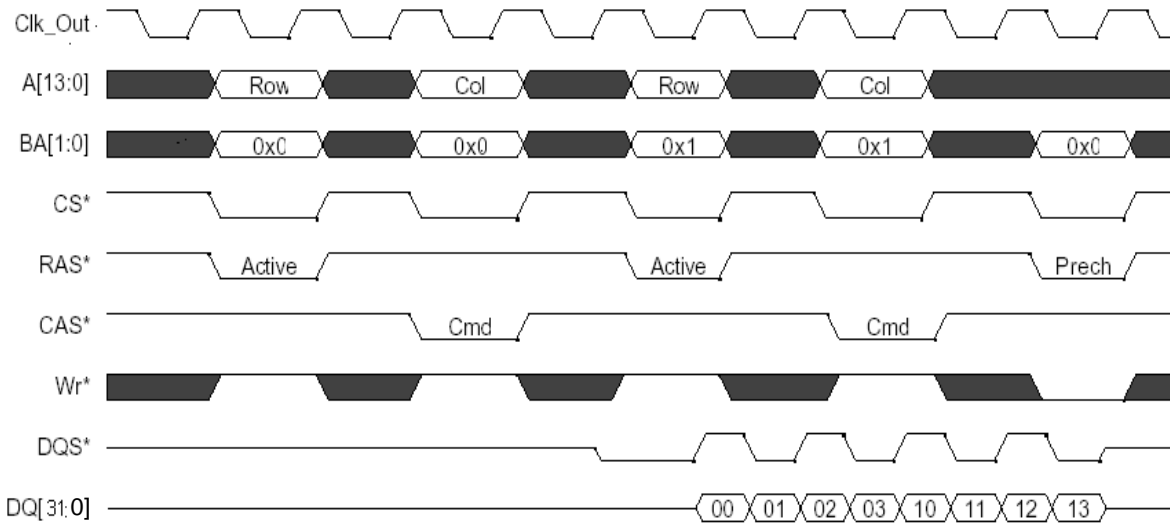 Clk_Out
A[13:0] Row Col Row Col
BA[1:0] 0x0 0x0 0x1 0x1 0x0
CS*
RAS* Active Active Prech
CAS* Cmd Cmd
Wr*
DQS*
DQ[31:0] 00 01 02 03 10 11 12 13